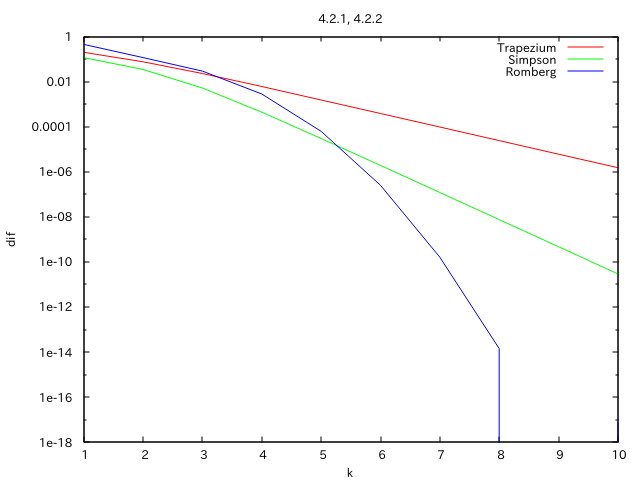 4.2.1, 4.2.2
Trapezium
Simpson
Romberg
1
0.01
0.0001
1e-06
1e-08
1e-10
1e-12
1e-14
1e-16
1e-18
dif
1 2 3 4 5 6 7 8 9 10
k